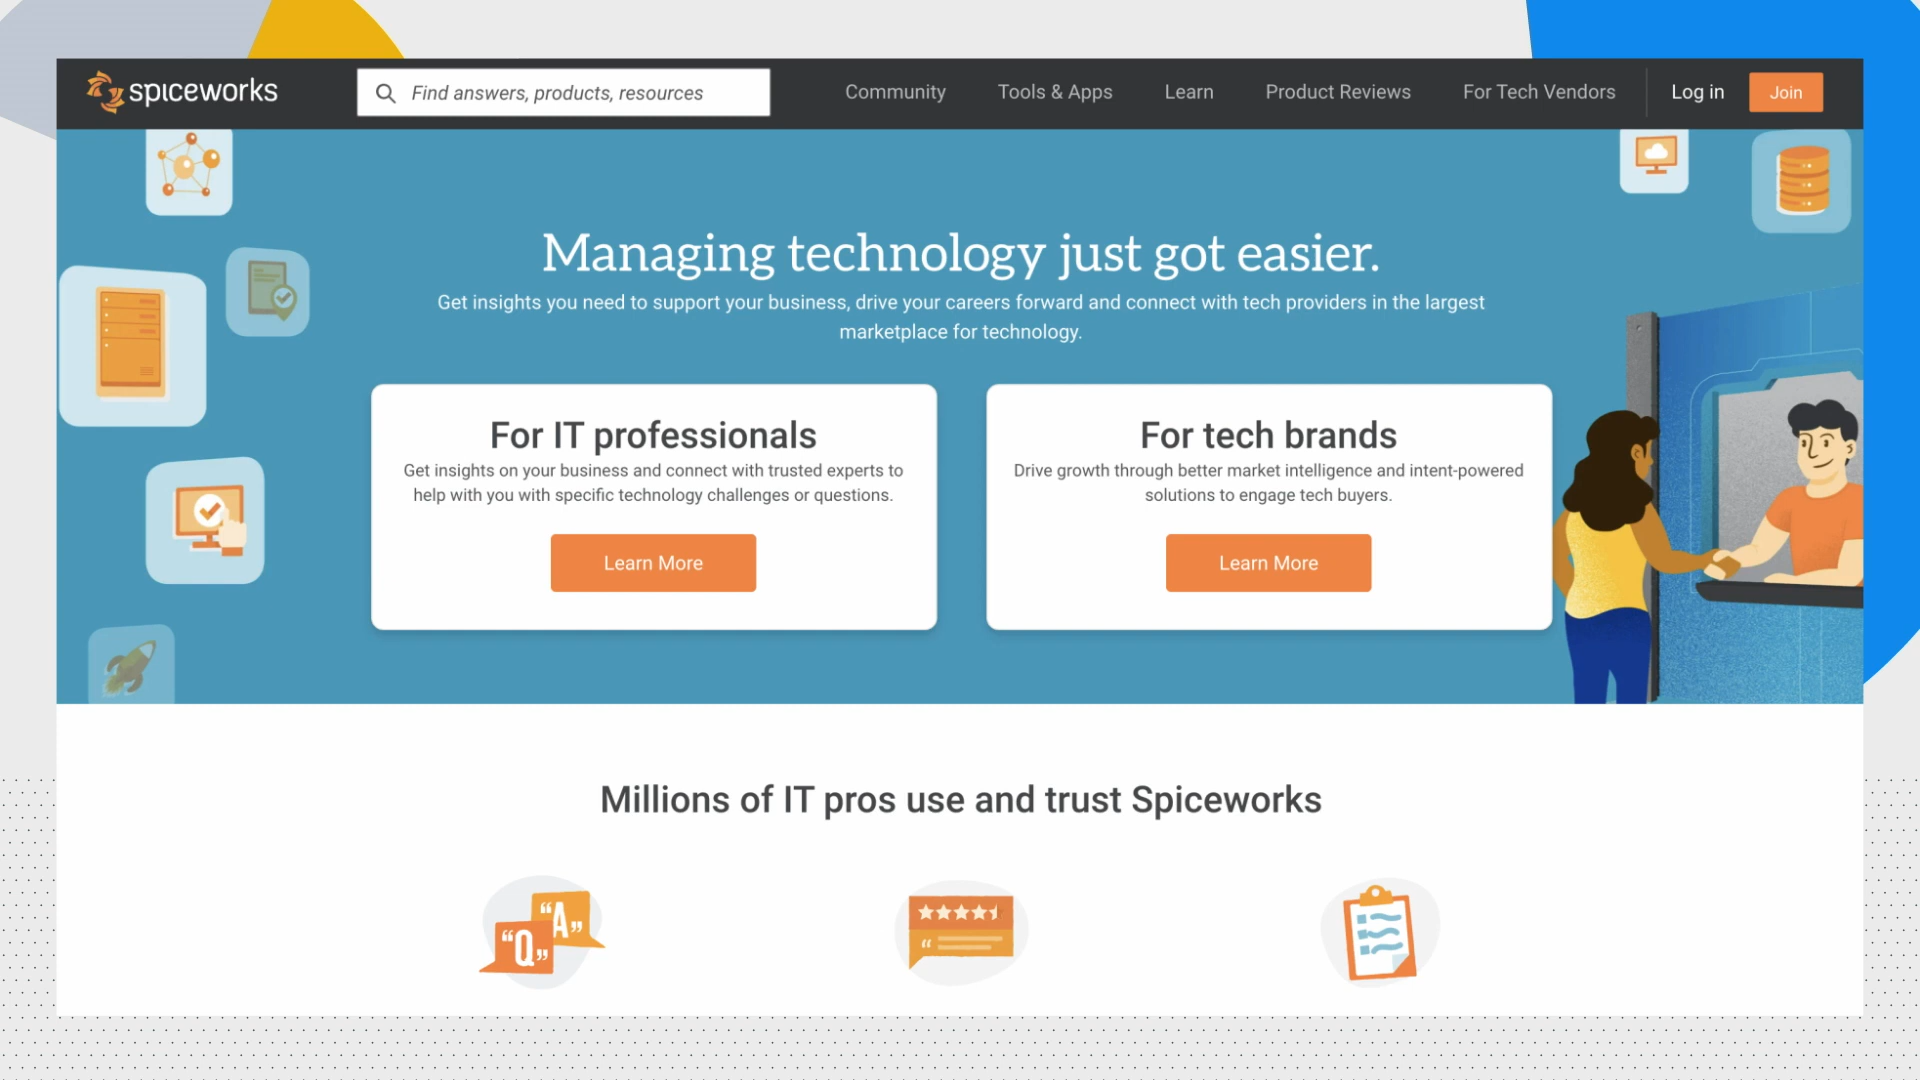 spiceworks
Find answers, products, resources
Community
Tools & Apps
Learn
Product Reviews
For Tech Vendors
Log in
Join
Managing technology just got easier.
Get insights you need to support your business, drive your careers forward and connect with tech providers in the largest
marketplace for technology.
For IT professionals
Get insights on your business and connect with trusted experts to
help with you with specific technology challenges or questions.
Learn More
For tech brands
Drive growth through better market intelligence and intent-powered
solutions to engage tech buyers.
Learn More
Millions of IT pros use and trust Spiceworks
“A”
“Q”
“